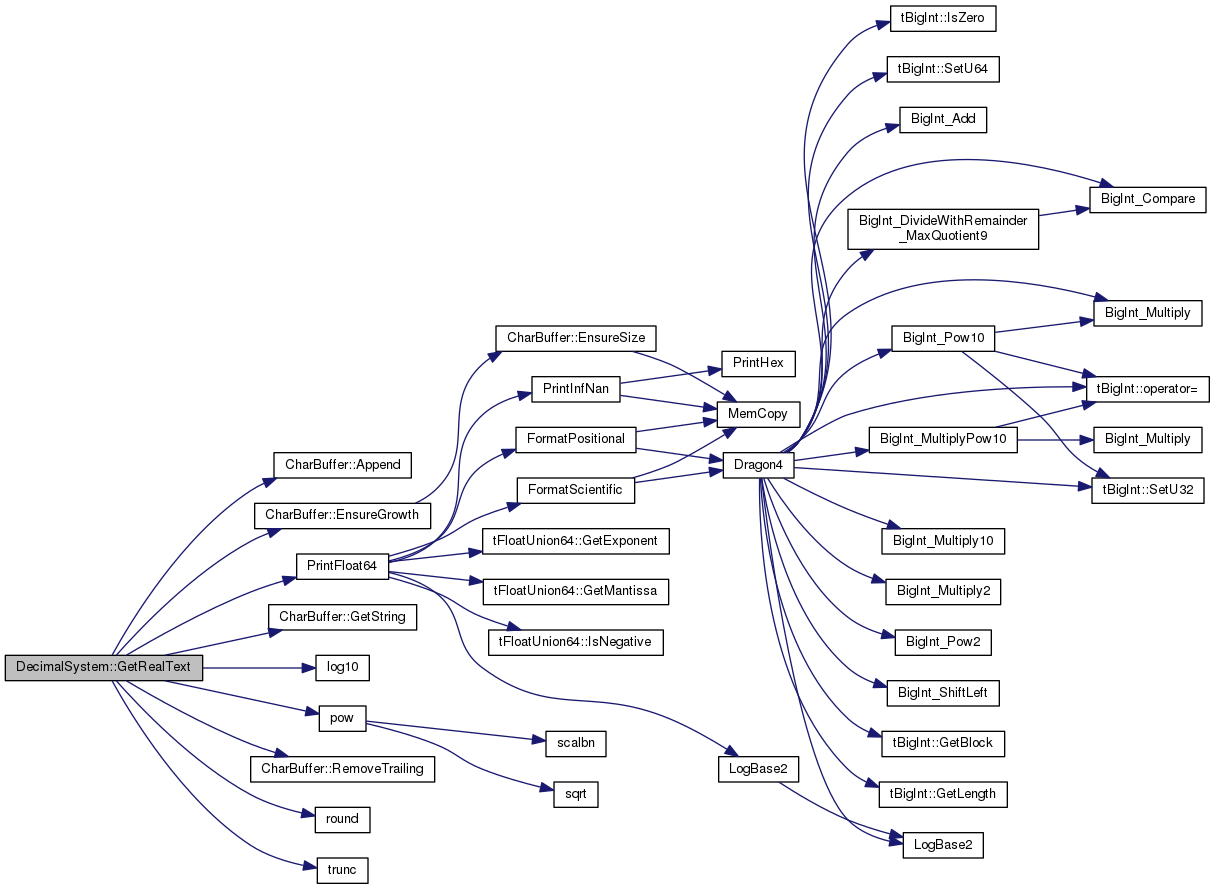 tBigInt::IsZero
tBigInt::SetU64
BigInt_Add
BigInt_Compare
BigInt_DivideWithRemainder
_MaxQuotient9
BigInt_Multiply
CharBuffer::EnsureSize
BigInt_Pow10
PrintHex
PrintInfNan
tBigInt::operator=
MemCopy
FormatPositional
BigInt_MultiplyPow10
BigInt_Multiply
CharBuffer::Append
Dragon4
FormatScientific
tBigInt::SetU32
CharBuffer::EnsureGrowth
tFloatUnion64::GetExponent
BigInt_Multiply10
PrintFloat64
tFloatUnion64::GetMantissa
BigInt_Multiply2
CharBuffer::GetString
tFloatUnion64::IsNegative
BigInt_Pow2
DecimalSystem::GetRealText
log10
BigInt_ShiftLeft
pow
scalbn
tBigInt::GetBlock
CharBuffer::RemoveTrailing
LogBase2
sqrt
tBigInt::GetLength
round
LogBase2
trunc